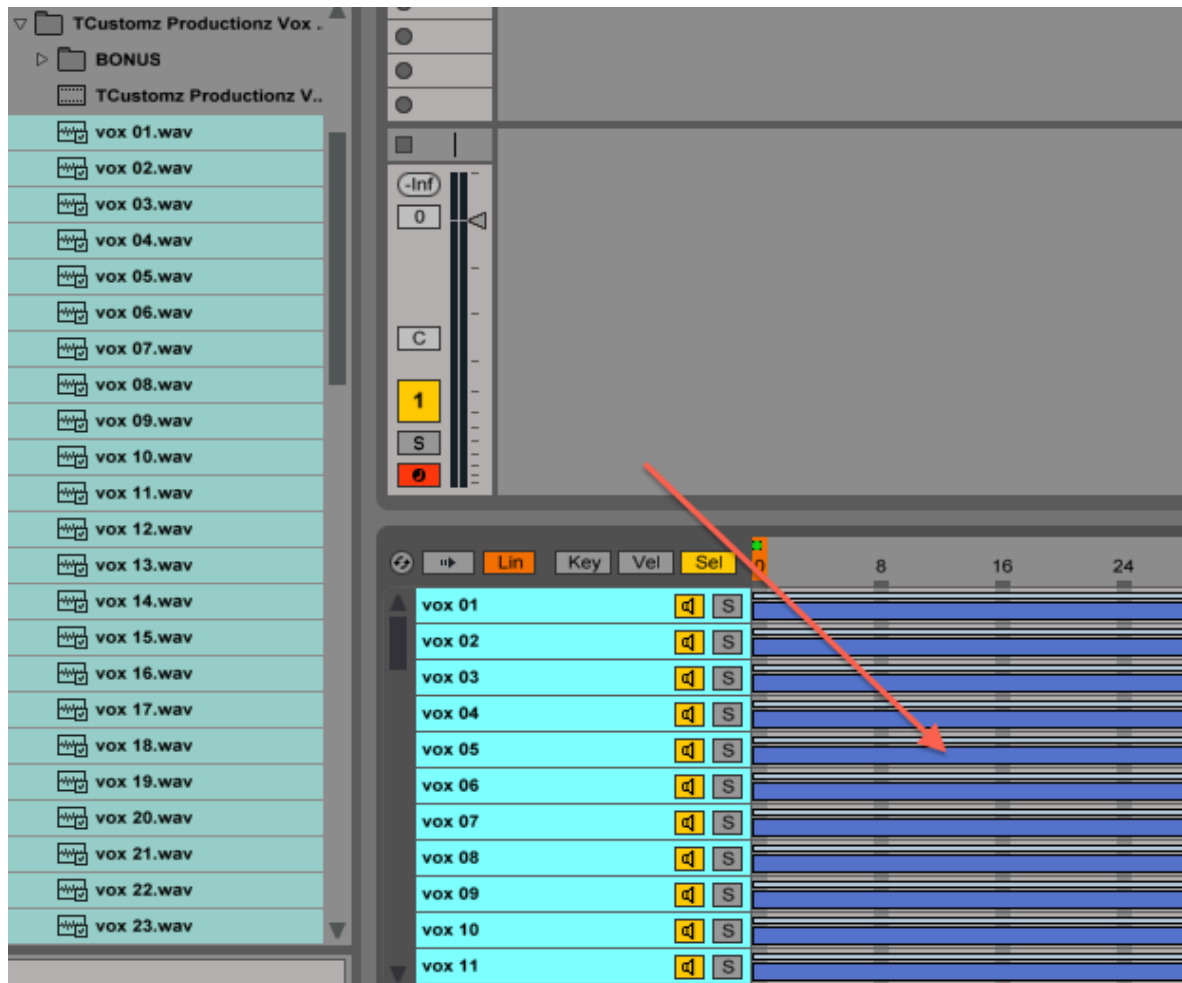 TCustomz Productionz Vox .
BONUS
TCustomz Productionz V..
vox 01.wav
vox 02.wav
vox 03.wav
vox 04.wav
vox 05.wav
vox 06.wav
vox 07.wav
vox 08.wav
vox 09.wav
vox 10.wav
vox 11.wav
vox 12.wav
vox 13.wav
vox 14.wav
vox 15.wav
vox 16.wav
vox 17.wav
vox 18.wav
vox 19.wav
vox 20.wav
vox 21.wav
vox 22.wav
vox 23.wav
-Inf
0
C
1
S
Lin Key Vel Sel 0 8 16 24
vox 01 S
vox 02 S
vox 03 S
vox 04 S
vox 05 S
vox 06 S
vox 07 S
vox 08 S
vox 09 S
vox 10 S
vox 11 S